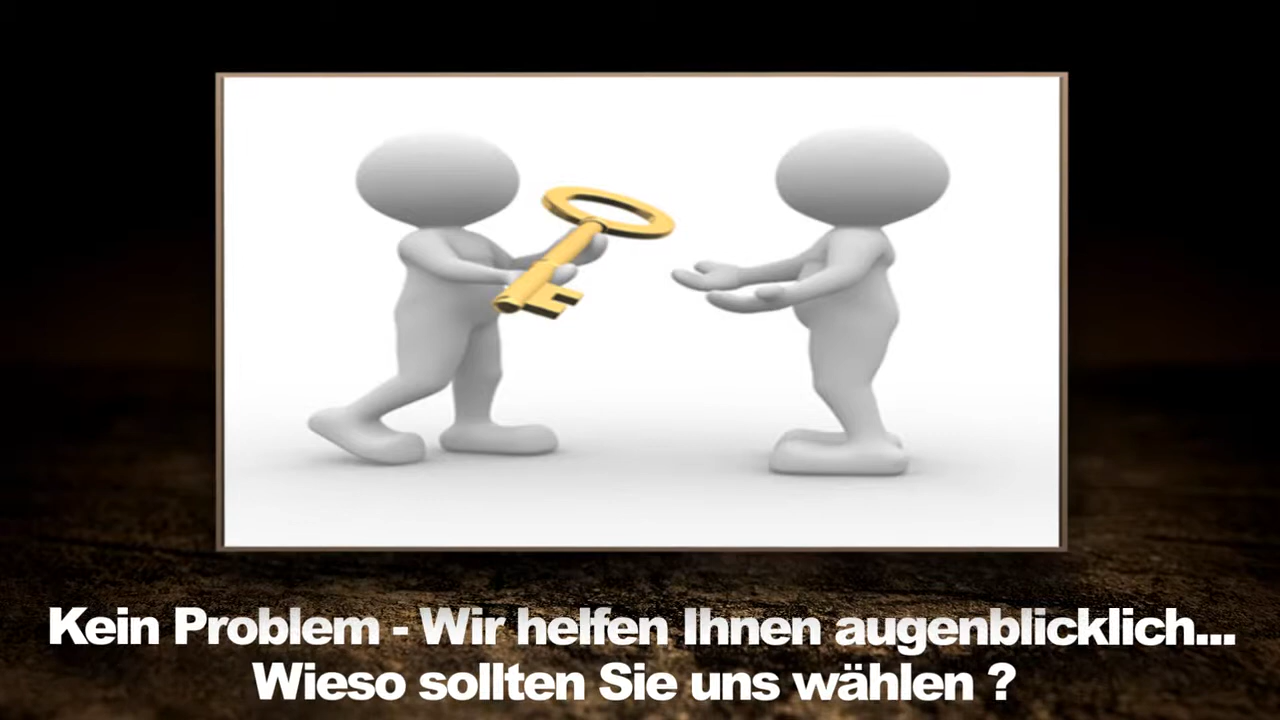 Kein Problem - Wir helfen Ihnen augenblicklich...
Wieso sollten Sie uns wählen ?